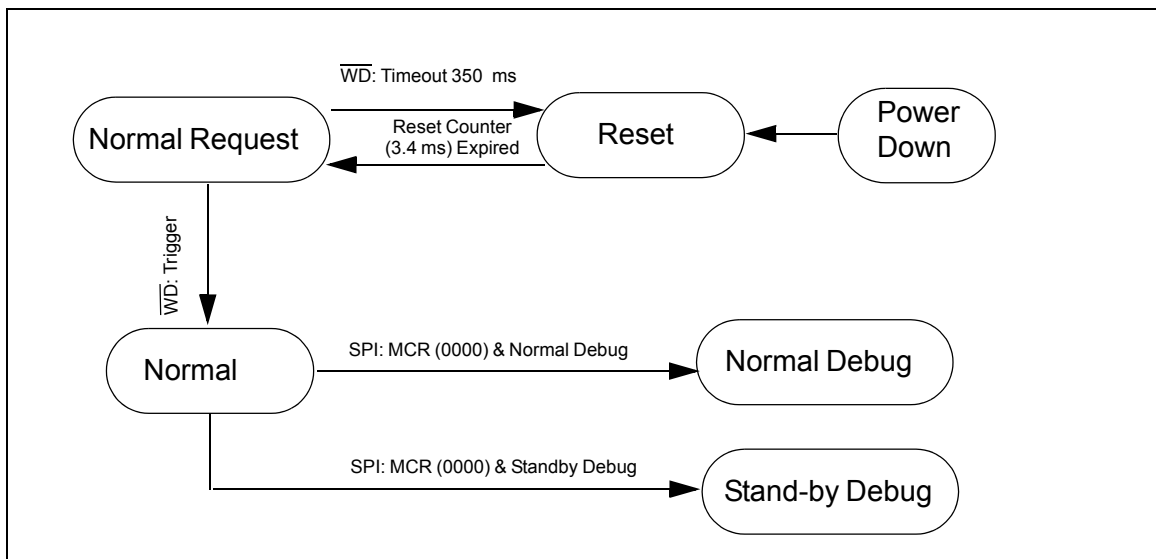 WD: Timeout 350 ms
Normal Request
Reset Counter
(3.4 ms) Expired
Reset
Power
Down
WD: Trigger
Normal
SPI: MCR (0000) & Normal Debug
Normal Debug
SPI: MCR (0000) & Standby Debug
Stand-by Debug